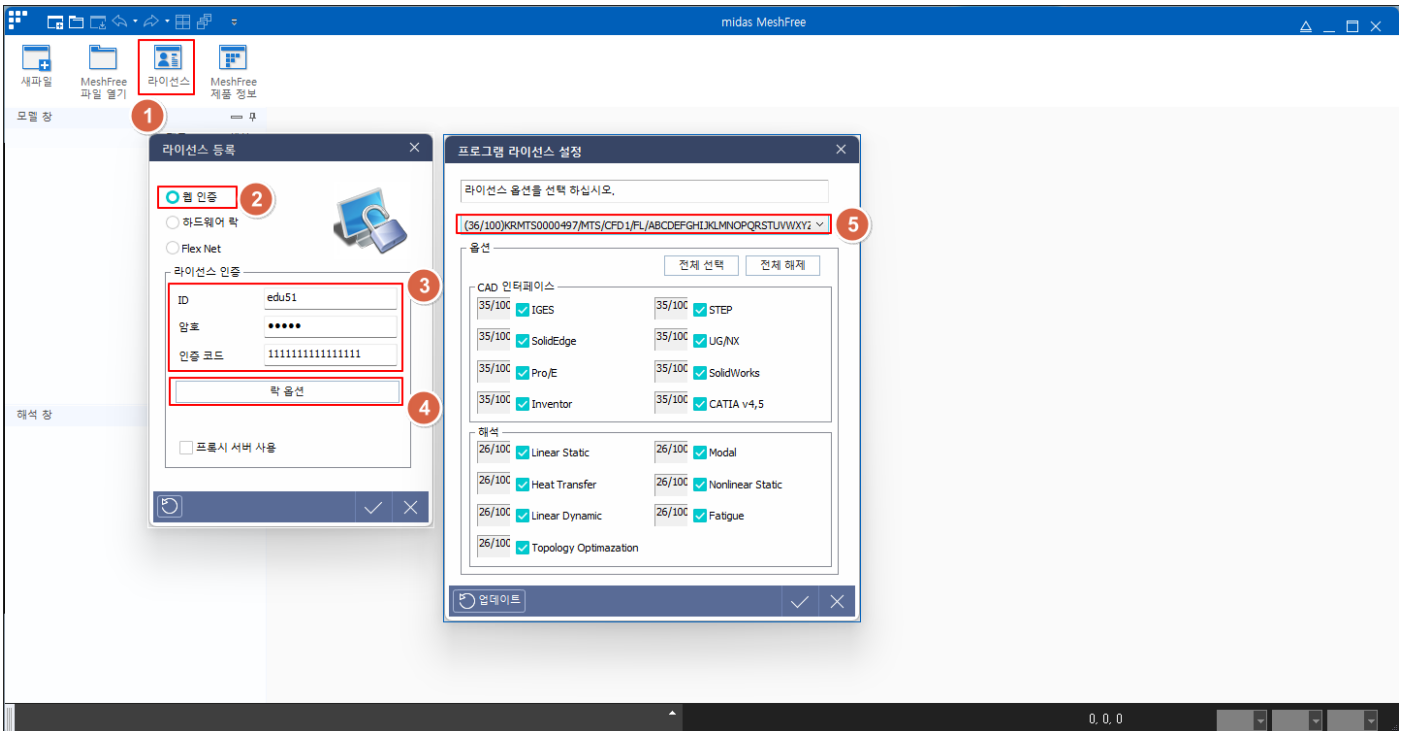 midas MeshFree
새파일
MeshFree
파일 열기
라이선스
MeshFree
제품 정보
1
모델 창
라이선스 등록
웹 인증
2
하드웨어 락
Flex Net
라이선스 인증
3
ID
edu51
암호
●●●●●
인증 코드
1111111111111111
락 옵션
4
프록시 서버 사용
해석 창
프로그램 라이선스 설정
라이선스 옵션을 선택 하십시오.
(36/100)KRMTS0000497/MTS/CFD1/FL/ABCDEFGHIJKLMNOPQRSTUVWXYZ
5
옵션
전체 선택
전체 해제
CAD 인터페이스
35/100 IGES
35/100 STEP
35/100 SolidEdge
35/100 UG/NX
35/100 Pro/E
35/100 SolidWorks
35/100 Inventor
35/100 CATIA v4,5
해석
26/100 Linear Static
26/100 Modal
26/100 Heat Transfer
26/100 Nonlinear Static
26/100 Linear Dynamic
26/100 Fatigue
26/100 Topology Optimazation
업데이트
0, 0, 0